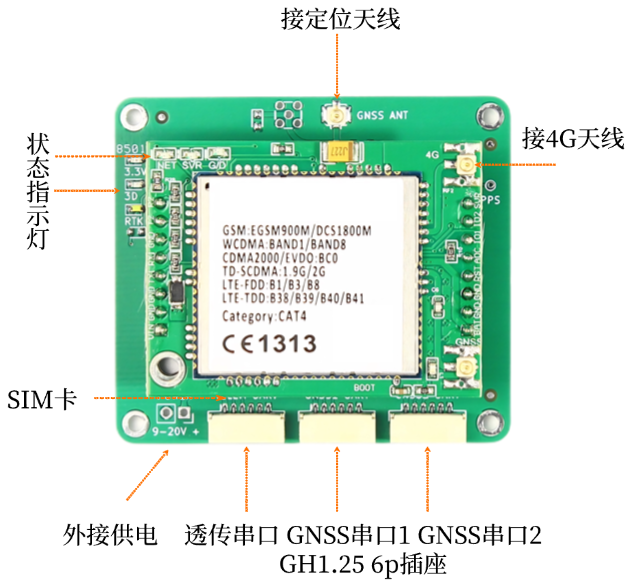 接定位天线
GNSS ANT
接4G天线
状态指示灯
8501
NET SVR G/D
4G
3.3V
3D
PPS
RTK
GSM:EGSM900M/DCS1800M
WCDMA:BAND1/BAND8
CDMA2000/EVDO:BC0
TD-SCDMA:1.9G/2G
LTE-FDD:B1/B3/B8
LTE-TDD:B38/B39/B40/B41
Category:CAT4
CE1313
GNSS
BOOT
SIM卡
9-20V +
外接供电
透传串口 GNSS串口1 GNSS串口2
GH1.25 6p插座